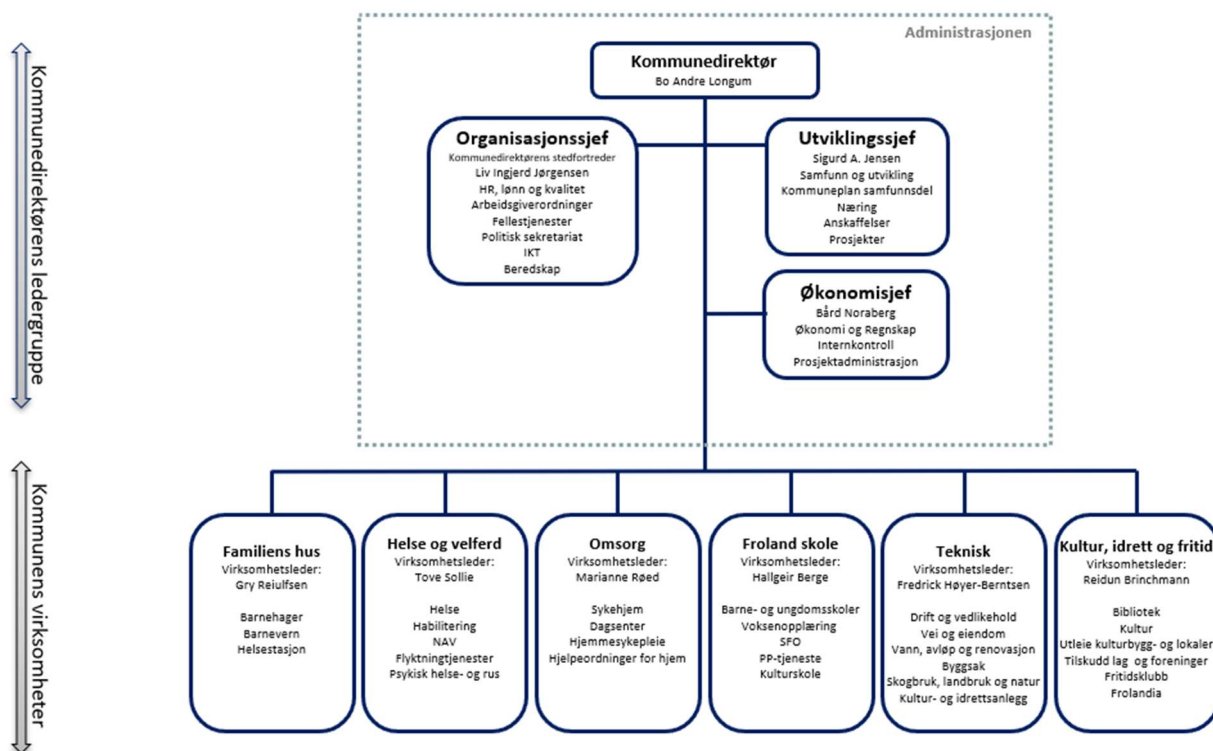 Administrasjonen
Kommunedirektørens ledergruppe
Kommunedirektør
Bo Andre Longum
Organisasjonssjef
Kommunedirektørens stedfortreder
Liv Ingjerd Jørgensen
HR, lønn og kvalitet
Arbeidsgiverordninger
Fellestjenester
Politisk sekretariat
IKT
Beredskap
Utviklingssjef
Sigurd A. Jensen
Samfunn og utvikling
Kommuneplan samfunnsdel
Næring
Anskaffelser
Prosjekter
Økonomisjef
Bård Noraberg
Økonomi og Regnskap
Internkontroll
Prosjektadministrasjon
Kommunens virksomheter
Familiens hus
Virksomhetsleder:
Gry Reiulfsen
Barnehager
Barnevern
Helsestasjon
Helse og velferd
Virksomhetsleder:
Tove Sollie
Helse
Habilitering
NAV
Flyktningtjenester
Psykisk helse- og rus
Omsorg
Virksomhetsleder:
Marianne Røed
Sykehjem
Dagsenter
Hjemmesykepleie
Hjelpeordninger for hjem
Froland skole
Virksomhetsleder:
Hallgeir Berge
Barne- og ungdomsskoler
Voksenopplæring
SFO
PP-tjeneste
Kulturskole
Teknisk
Virksomhetsleder:
Fredrick Høyer-Berntsen
Drift og vedlikehold
Vei og eiendom
Vann, avløp og renovasjon
Byggsak
Skogbruk, landbruk og natur
Kultur- og idrettsanlegg
Kultur, idrett og fritid
Virksomhetsleder:
Reidun Brinchmann
Bibliotek
Kultur
Utleie kulturbygg- og lokaler
Tilskudd lag og foreninger
Fritidsklubb
Frolandia